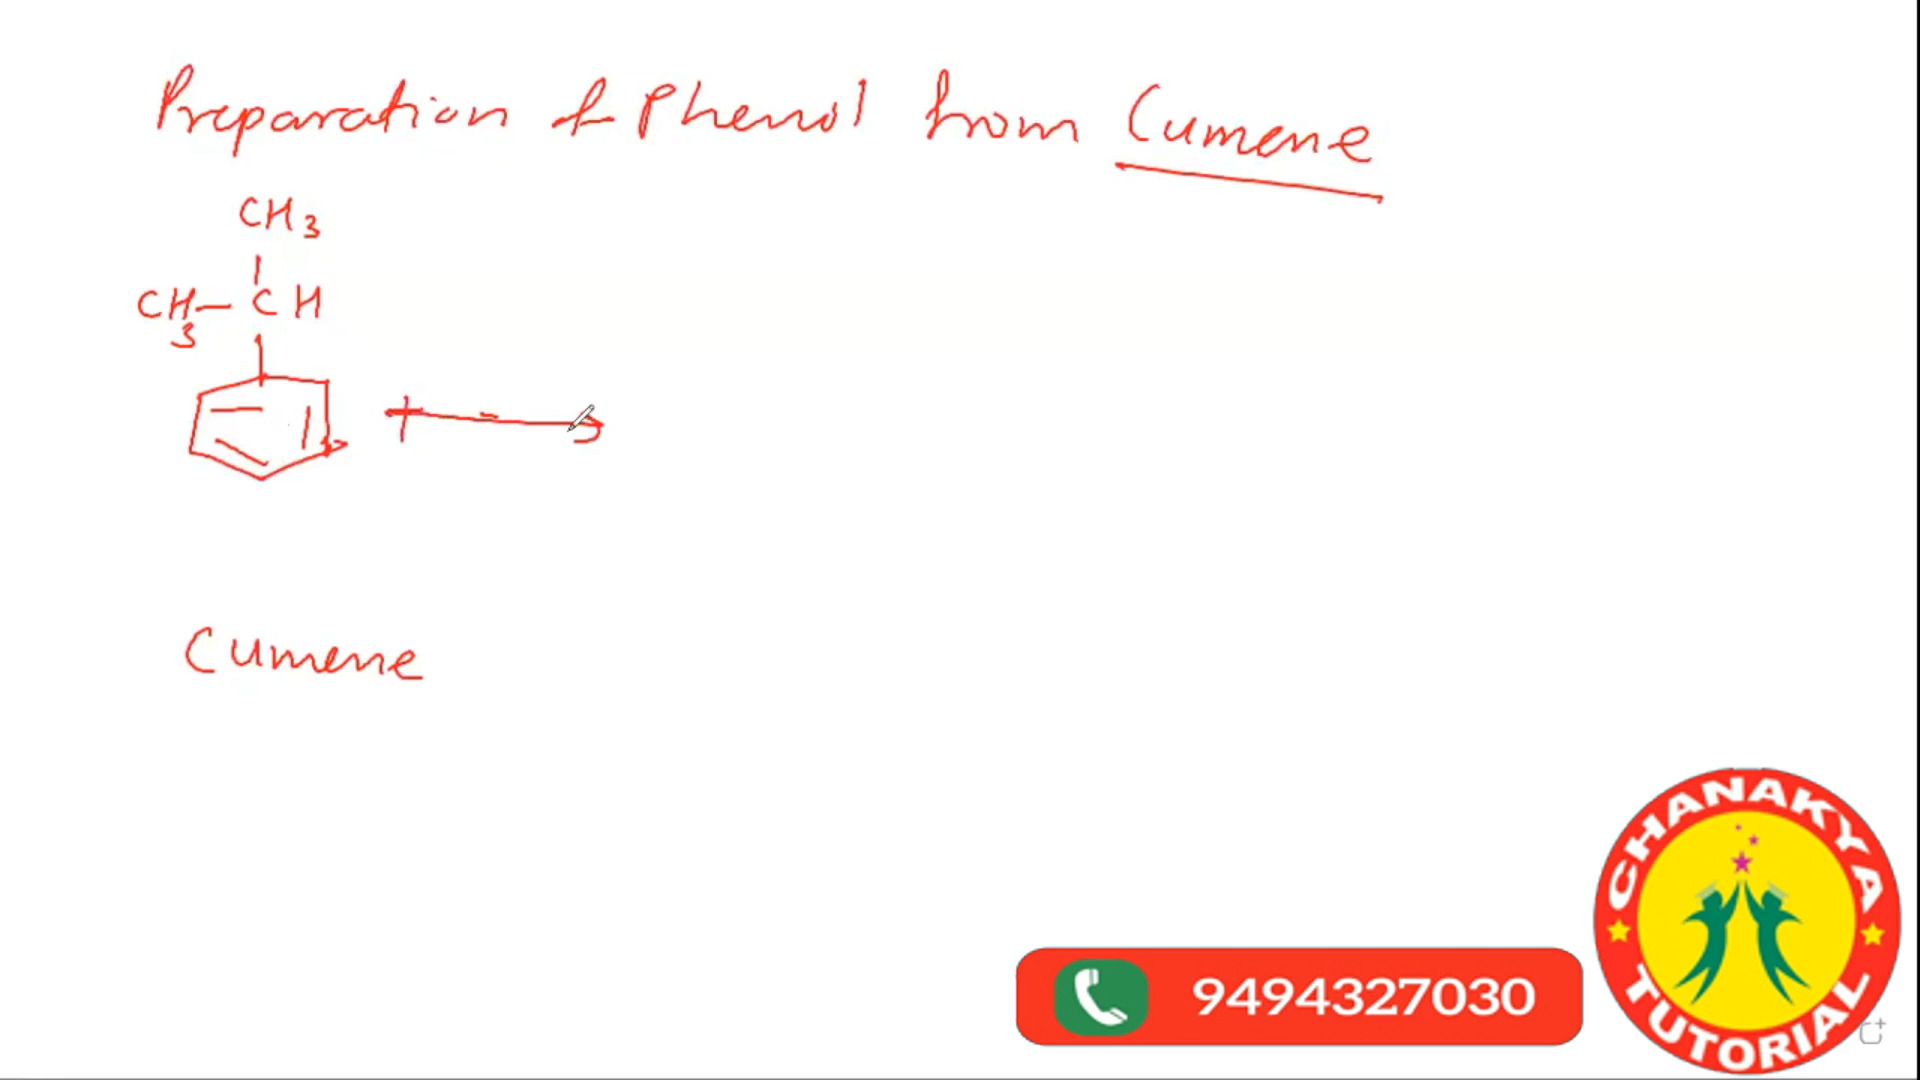 Preparation of Phenol from Cumene
CH3
CH3 - CH
+
Cumene
9494327030
CHANAKYA
TUTORIAL